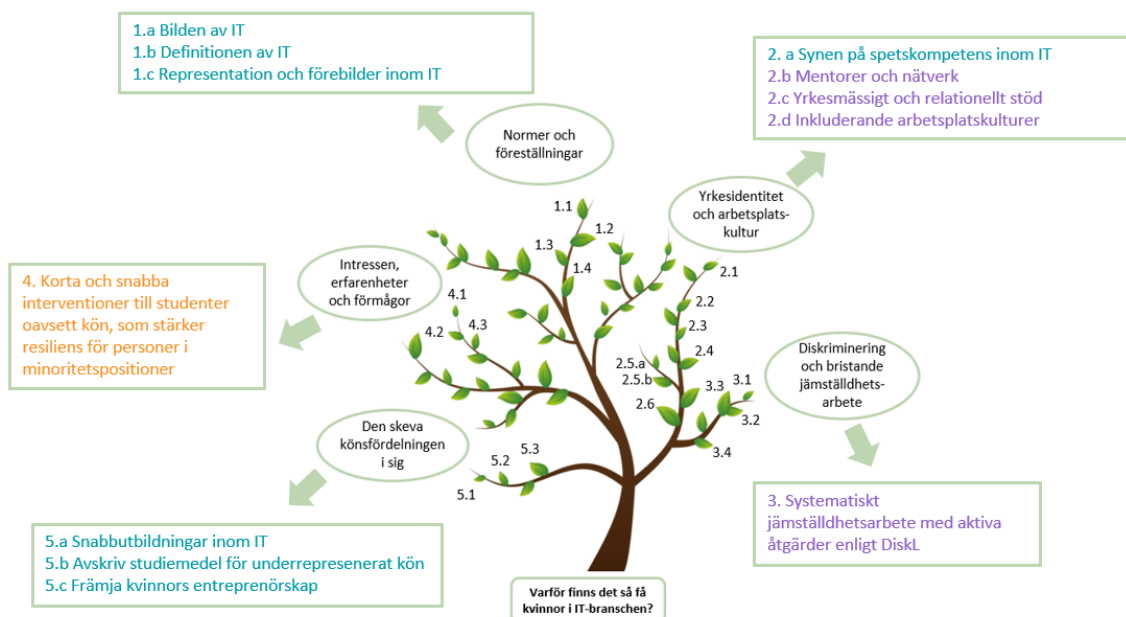 1.a Bilden av IT
1.b Definitionen av IT
1.c Representation och förebilder inom IT
2. a Synen på spetskompetens inom IT
2.b Mentorer och nätverk
2.c Yrkesmässigt och relationellt stöd
2.d Inkluderande arbetsplatskulturer
Normer och
föreställningar
Yrkesidentitet
och arbetsplats-
kultur
1.1
1.2
1.3
1.4
2.1
2.2
2.3
2.4
2.5.a
2.5.b
2.6
Intressen,
erfarenheter
och förmågor
4. Korta och snabba
interventioner till studenter
oavsett kön, som stärker
resiliens för personer i
minoritetspositioner
4.1
4.2
4.3
Diskriminering
och bristande
jämställdhets-
arbete
3.1
3.3
3.2
3.4
Den skeva
könsfördelningen
i sig
5.3
5.2
5.1
3. Systematiskt
jämställdhetsarbete med aktiva
åtgärder enligt DiskL
5.a Snabbutbildningar inom IT
5.b Avskriv studiemedel för underrepresenerat kön
5.c Främja kvinnors entreprenörskap
Varför finns det så få
kvinnor i IT-branschen?